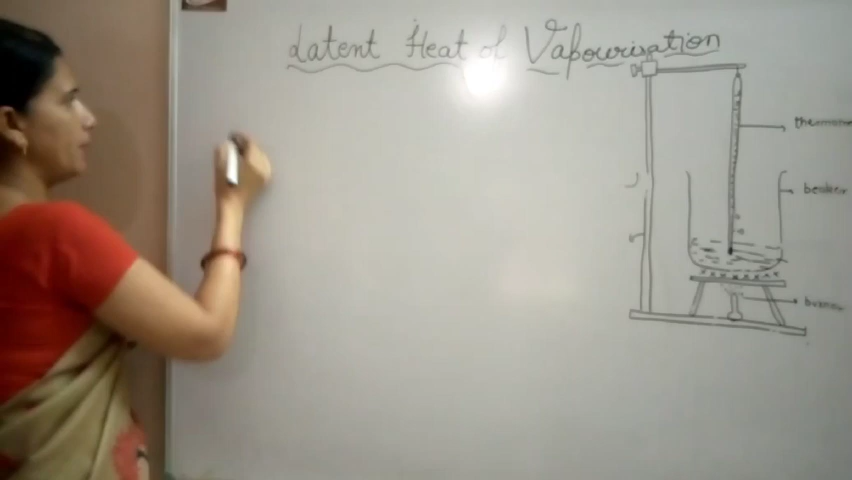 Latent Heat of Vapourisation
beaker
burner